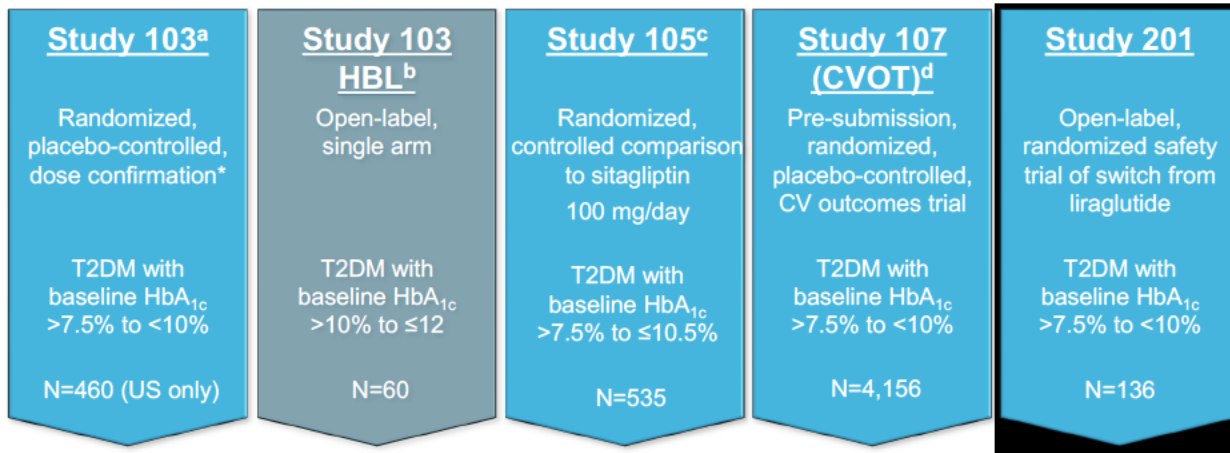 Study 103a
Randomized,
placebo-controlled,
dose confirmation*
T2DM with
baseline HbA1c
>7.5% to <10%
N=460 (US only)
Study 103
HBLb
Open-label,
single arm
T2DM with
baseline HbA1c
>10% to ≤12
N=60
Study 105c
Randomized,
controlled comparison
to sitagliptin
100 mg/day
T2DM with
baseline HbA1c
>7.5% to ≤10.5%
N=535
Study 107
(CVOT)d
Pre-submission,
randomized,
placebo-controlled,
CV outcomes trial
T2DM with
baseline HbA1c
>7.5% to <10%
N=4,156
Study 201
Open-label,
randomized safety
trial of switch from
liraglutide
T2DM with
baseline HbA1c
>7.5% to <10%
N=136